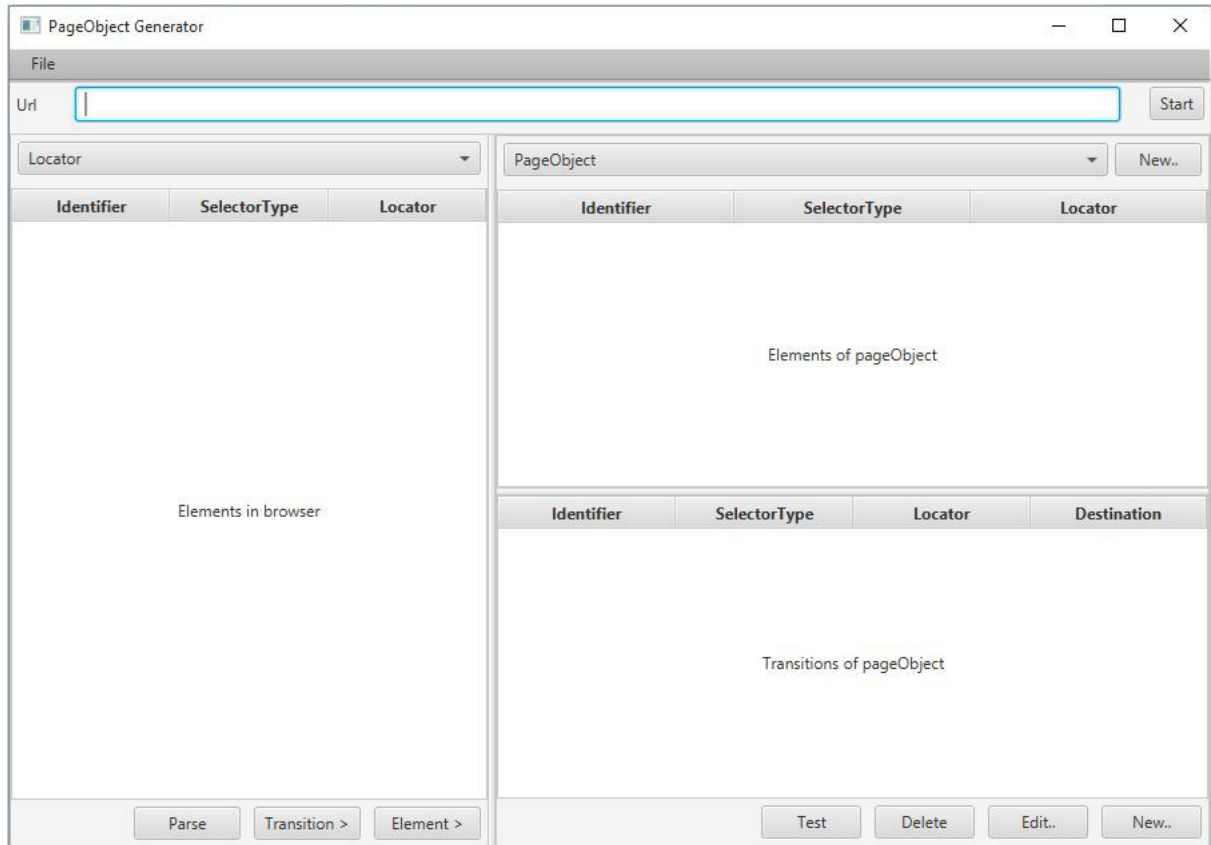 PageObject Generator
File
Url
Start
Locator
Identifier SelectorType Locator
Elements in browser
Parse Transition > Element >
PageObject New..
Identifier SelectorType Locator
Elements of pageObject
Identifier SelectorType Locator Destination
Transitions of pageObject
Test Delete Edit.. New..